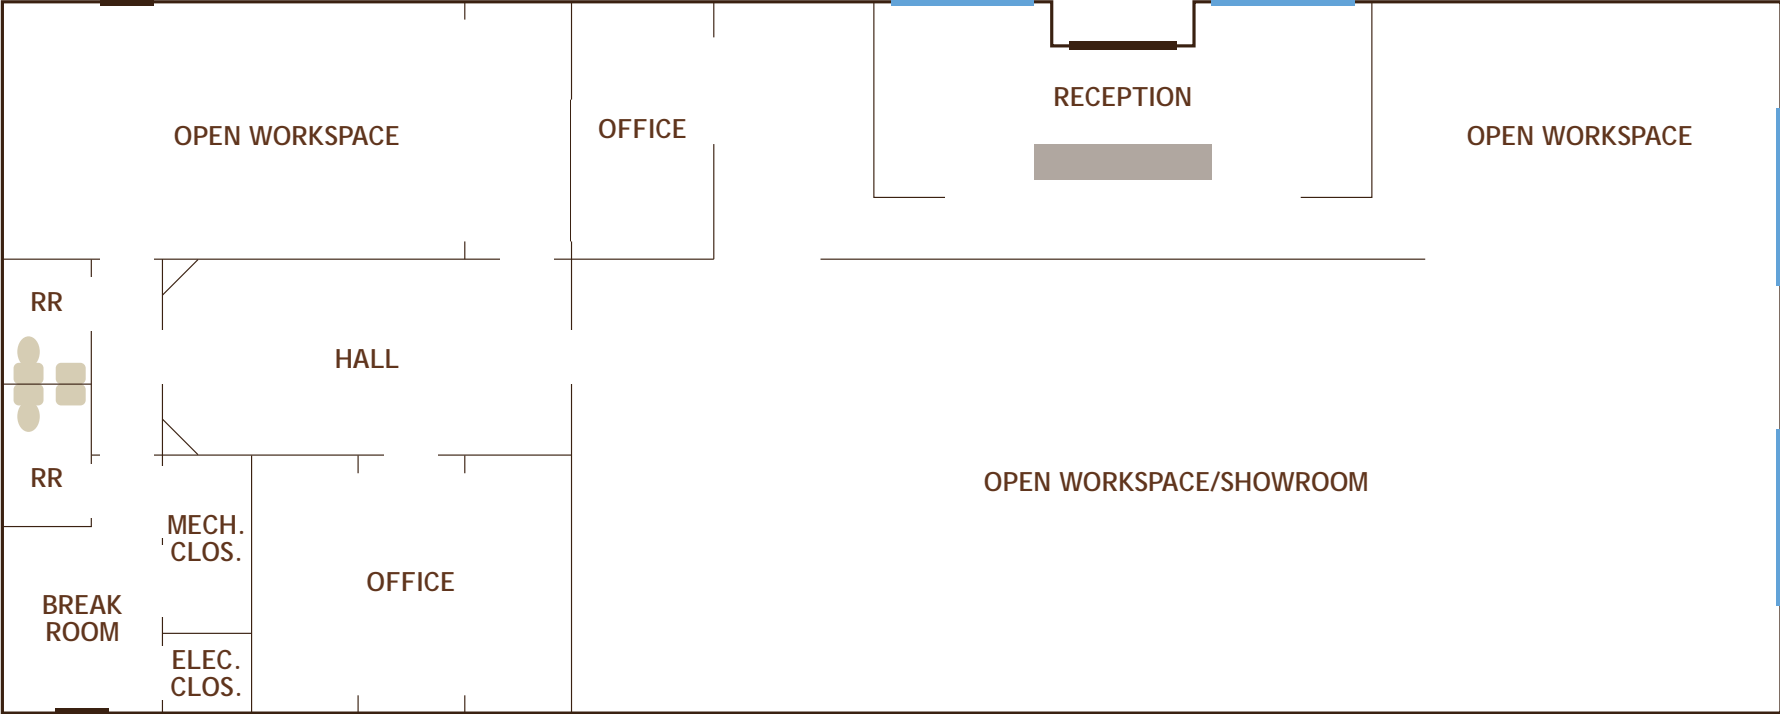 RECEPTION
OPEN WORKSPACE
OFFICE
OPEN WORKSPACE
RR
HALL
RR
OPEN WORKSPACE/SHOWROOM
MECH.
CLOS.
OFFICE
BREAK
ROOM
ELEC.
CLOS.